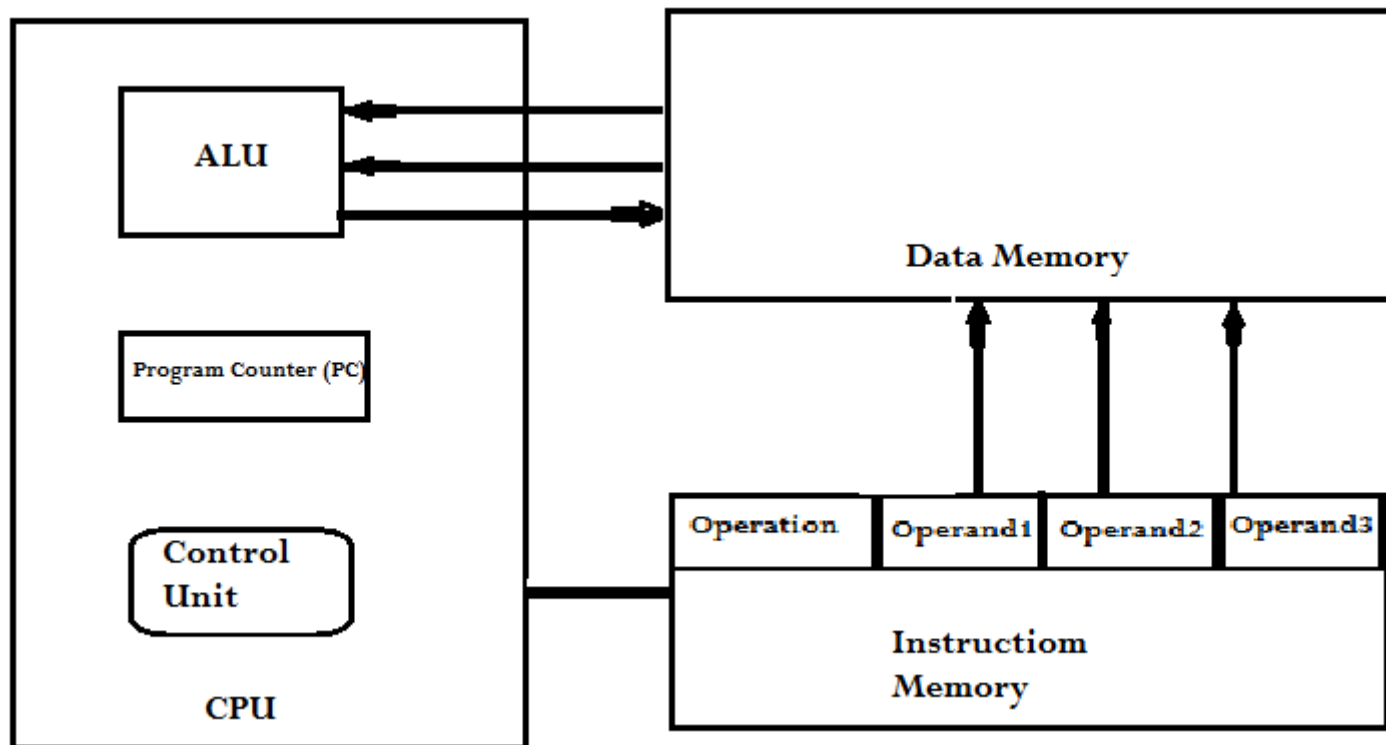 ALU
Data Memory
Program Counter (PC)
Operation
Operand1
Operand2
Operand3
Control
Unit
Instructiom
Memory
CPU